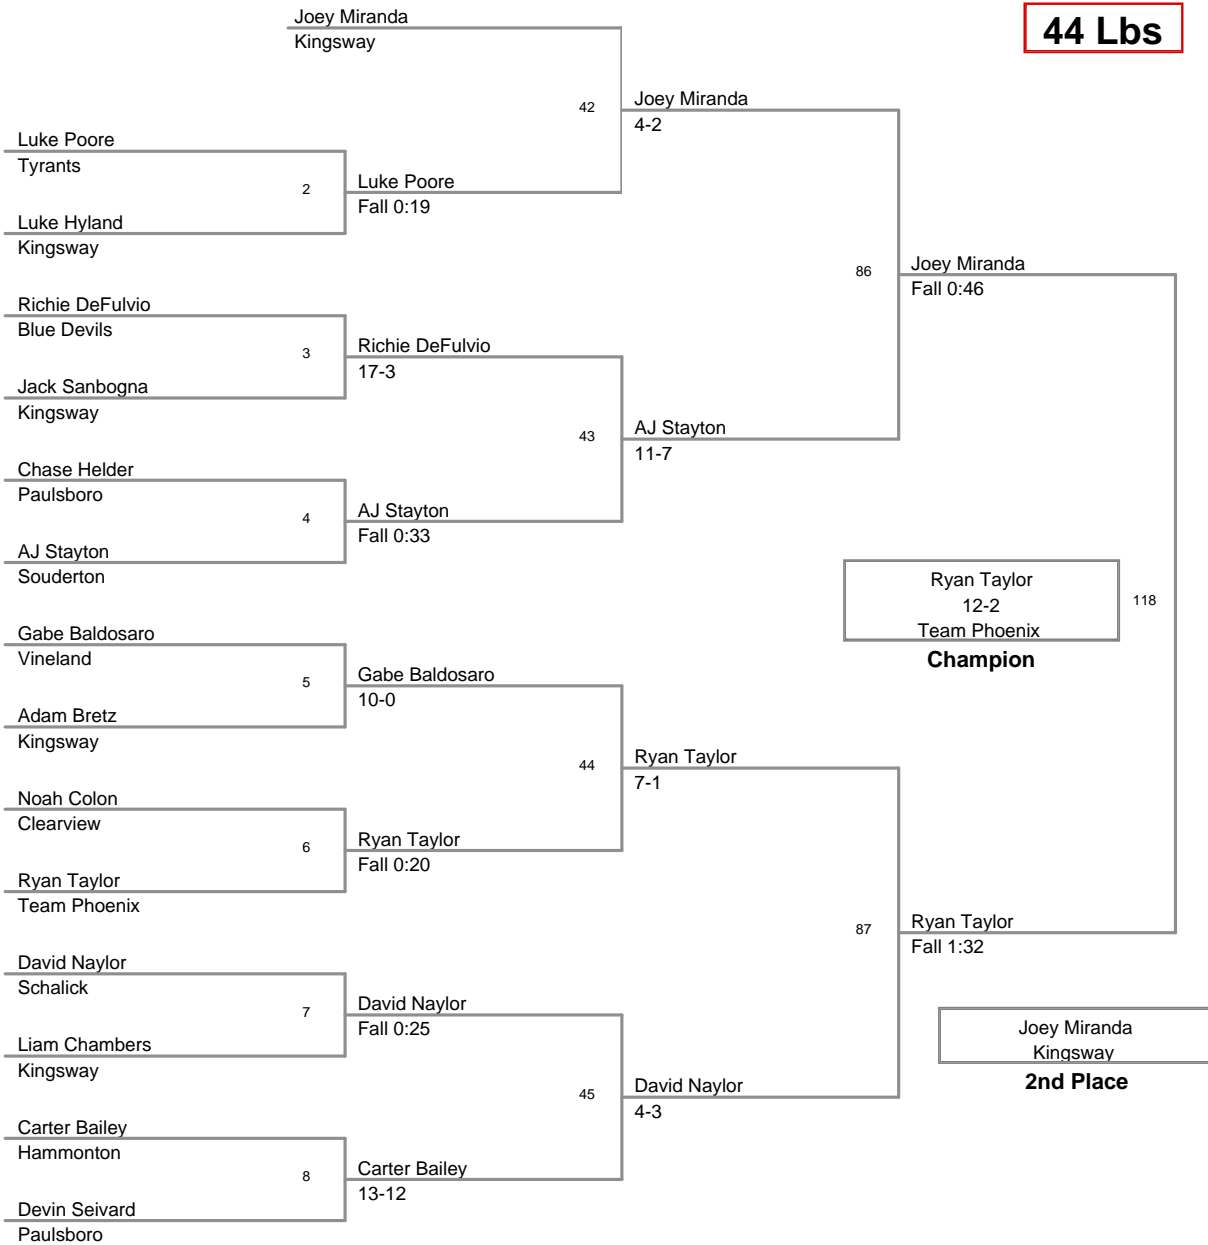 44 Lbs
Joey Miranda
Kingsway
42
Joey Miranda
4-2
Luke Poore
Tyrants
2
Luke Poore
Fall 0:19
Luke Hyland
Kingsway
86
Joey Miranda
Fall 0:46
Richie DeFulvio
Blue Devils
3
Richie DeFulvio
17-3
Jack Sanbogna
Kingsway
43
AJ Stayton
11-7
Chase Helder
Paulsboro
4
AJ Stayton
Fall 0:33
AJ Stayton
Souderton
Ryan Taylor
12-2
Team Phoenix
Champion
118
Gabe Baldosaro
Vineland
5
Gabe Baldosaro
10-0
Adam Bretz
Kingsway
44
Ryan Taylor
7-1
Noah Colon
Clearview
6
Ryan Taylor
Fall 0:20
Ryan Taylor
Team Phoenix
87
Ryan Taylor
Fall 1:32
David Naylor
Schalick
7
David Naylor
Fall 0:25
Liam Chambers
Kingsway
Joey Miranda
Kingsway
2nd Place
45
David Naylor
4-3
Carter Bailey
Hammonton
8
Carter Bailey
13-12
Devin Seivard
Paulsboro